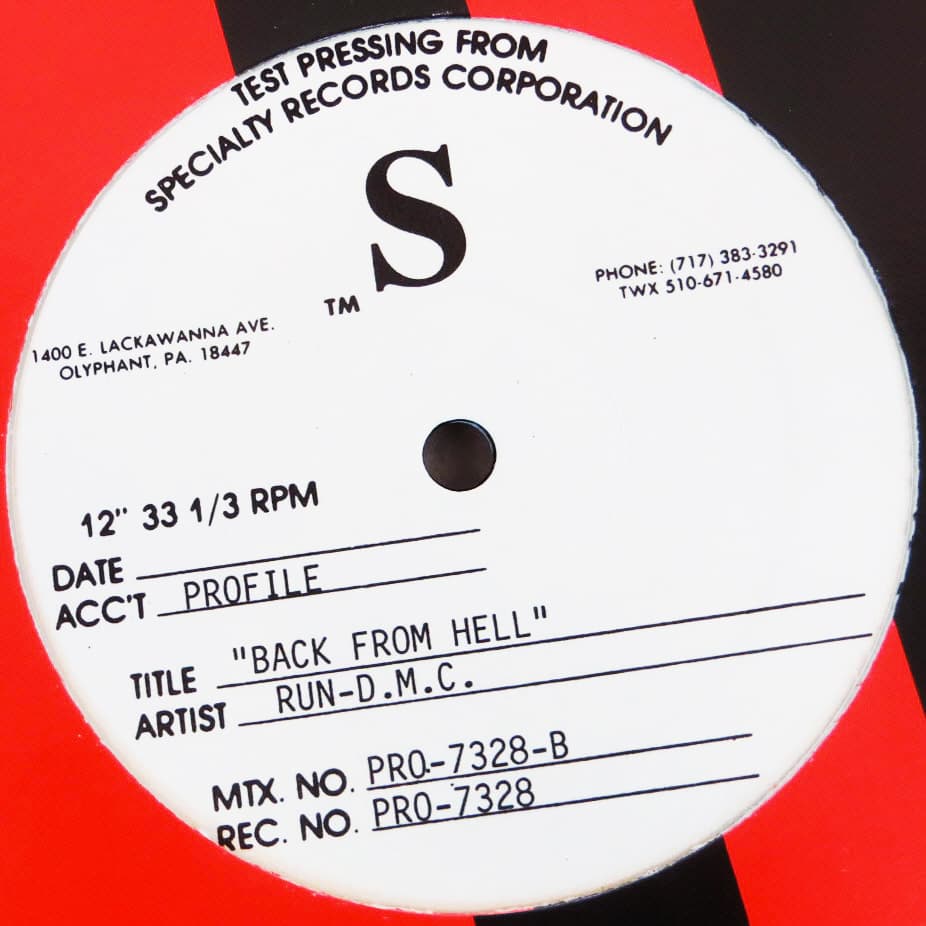 TEST PRESSING FROM
SPECIALTY RECORDS CORPORATION
S
TM
PHONE: (717) 383-3291
TWX 510-671-4580
1400 E. LACKAWANNA AVE.
OLYPHANT, PA. 18447
12" 33 1/3 RPM
DATE
ACC'T PROFILE
TITLE "BACK FROM HELL"
ARTIST RUN-D.M.C.
MTX. NO. PRO-7328-B
REC. NO. PRO-7328